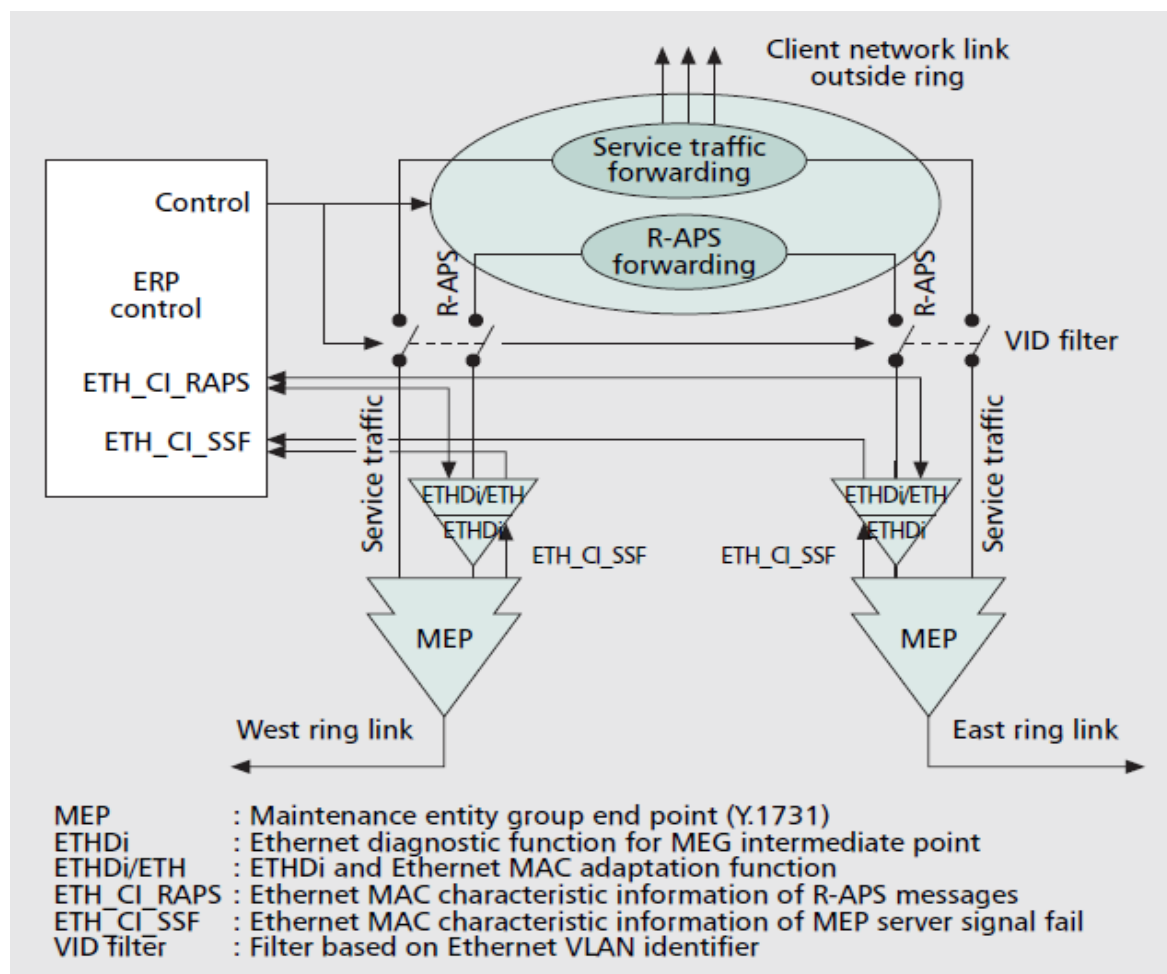 Client network link
outside ring
Service traffic
forwarding
Control
R-APS
forwarding
R-APS
R-APS
ERP
control
VID filter
ETH_CI_RAPS
ETH_CI_SSF
Service traffic
Service traffic
ETHDi/ETH
ETHDi
ETHDi/ETH
ETHDi
ETH_CI_SSF
ETH_CI_SSF
MEP
MEP
West ring link
East ring link
MEP : Maintenance entity group end point (Y.1731)
ETHDi : Ethernet diagnostic function for MEG intermediate point
ETHDi/ETH : ETHDi and Ethernet MAC adaptation function
ETH_CI_RAPS : Ethernet MAC characteristic information of R-APS messages
ETH_CI_SSF : Ethernet MAC characteristic information of MEP server signal fail
VID filter : Filter based on Ethernet VLAN identifier